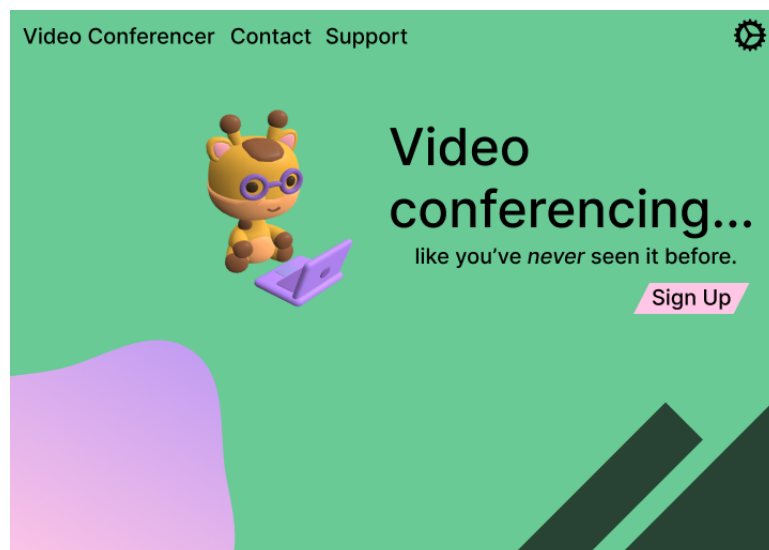 Video Conferencer Contact Support
Video
conferencing...
like you’ve never seen it before.
Sign Up